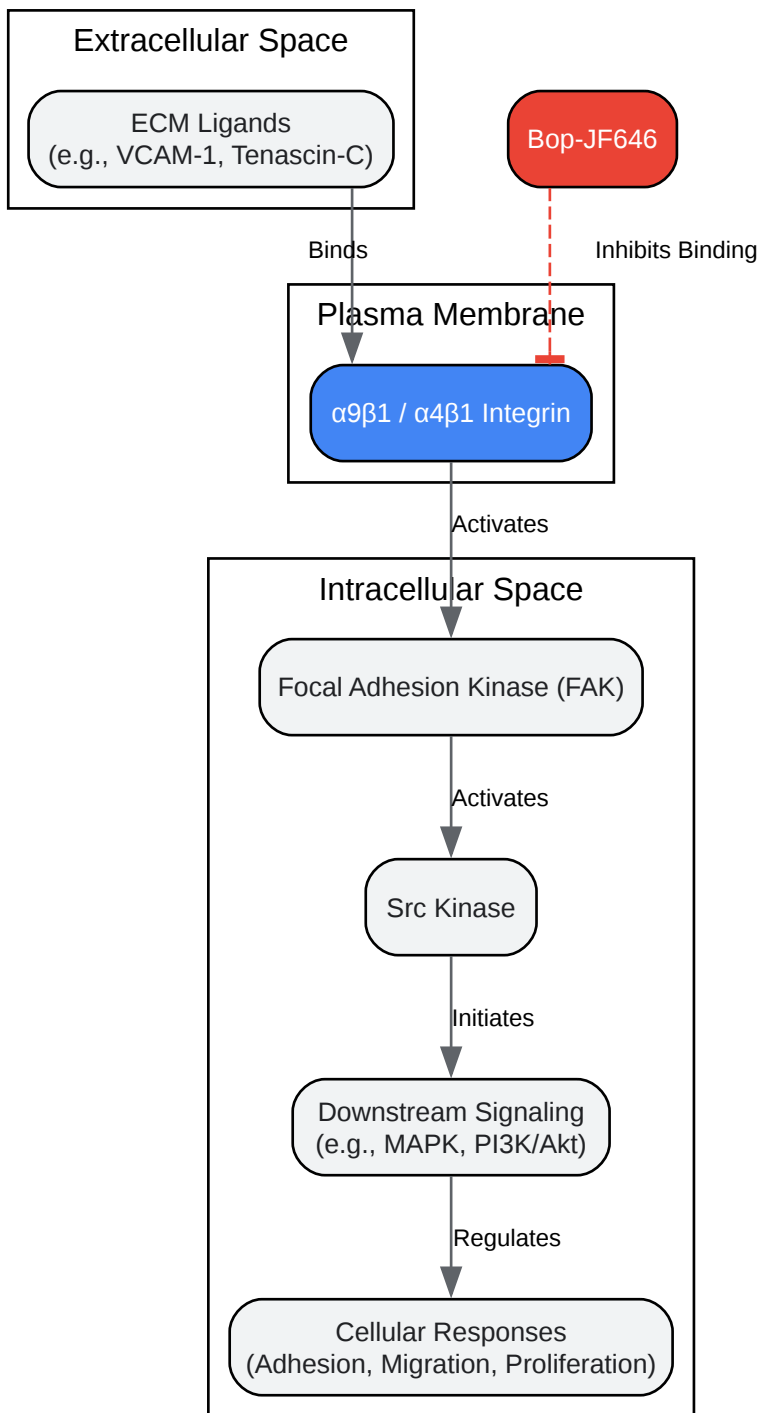 Extracellular Space
ECM Ligands
(e.g., VCAM-1, Tenascin-C)
Bop-JF646
Binds
Inhibits Binding
Plasma Membrane
α9β1 / α4β1 Integrin
Activates
Intracellular Space
Focal Adhesion Kinase (FAK)
Activates
Src Kinase
Initiates
Downstream Signaling
(e.g., MAPK, PI3K/Akt)
Regulates
Cellular Responses
(Adhesion, Migration, Proliferation)